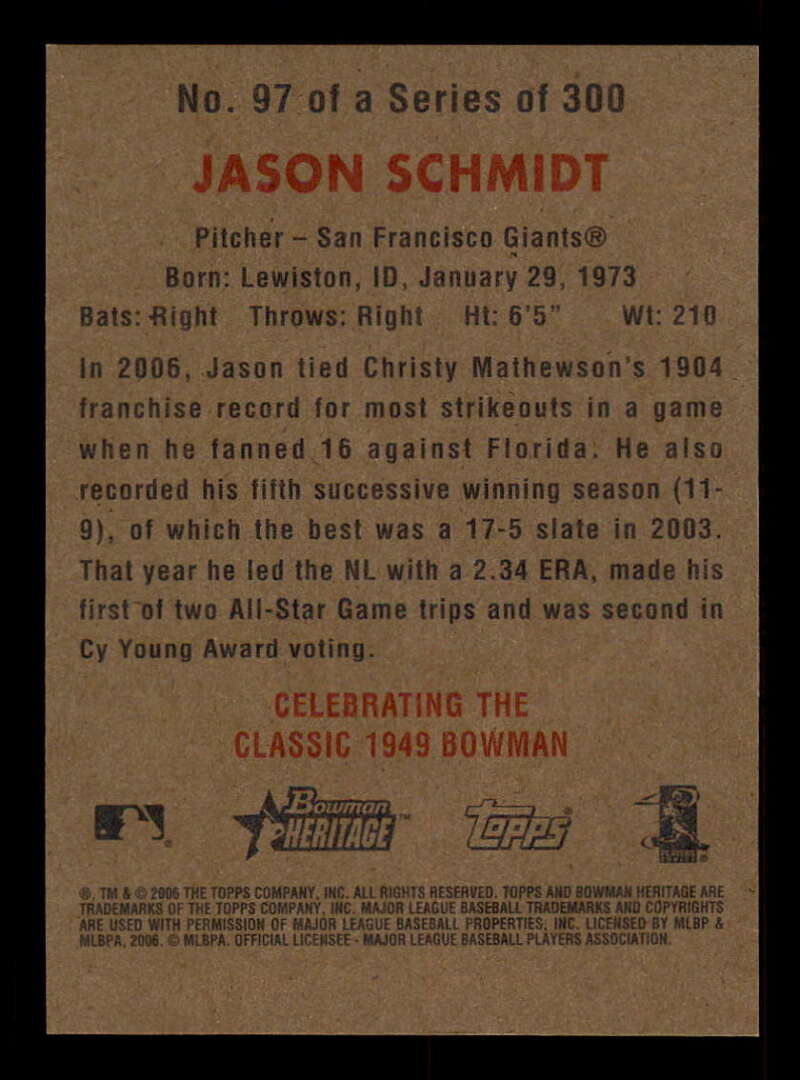 No. 97 of a Series of 300
JASON SCHMIDT
Pitcher – San Francisco Giants®
Born: Lewiston, ID, January 29, 1973
Bats: Right Throws: Right Ht: 6'5" Wt: 210
In 2006, Jason tied Christy Mathewson's 1904
franchise record for most strikeouts in a game
when he fanned 16 against Florida. He also
recorded his fifth successive winning season (11-
9), of which the best was a 17-5 slate in 2003.
That year he led the NL with a 2.34 ERA, made his
first of two All-Star Game trips and was second in
Cy Young Award voting.
CELEBRATING THE
CLASSIC 1949 BOWMAN
Bowman HERITAGE™ Topps®
®, TM & © 2006 THE TOPPS COMPANY, INC. ALL RIGHTS RESERVED. TOPPS AND BOWMAN HERITAGE ARE
TRADEMARKS OF THE TOPPS COMPANY, INC. MAJOR LEAGUE BASEBALL TRADEMARKS AND COPYRIGHTS
ARE USED WITH PERMISSION OF MAJOR LEAGUE BASEBALL PROPERTIES, INC. LICENSED BY MLBP &
MLBPA, 2006. © MLBPA. OFFICIAL LICENSEE - MAJOR LEAGUE BASEBALL PLAYERS ASSOCIATION.